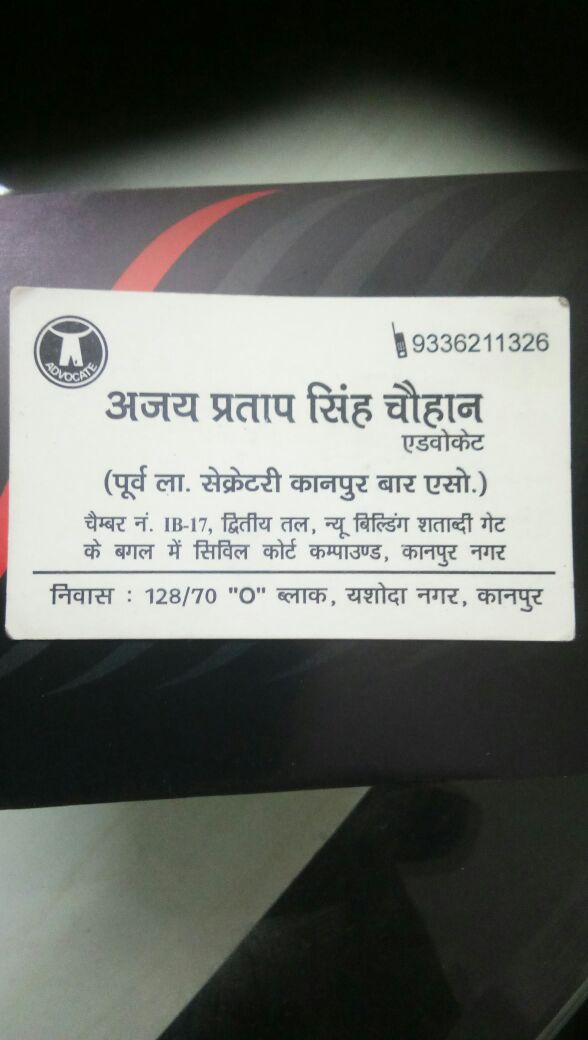 ADVOCATE
9336211326
अजय प्रताप सिंह चौहान
एडवोकेट
(पूर्व ला. सेक्रेटरी कानपुर बार एसो.)
चैम्बर नं. IB-17, द्वितीय तल, न्यू बिल्डिंग शताब्दी गेट
के बगल में सिविल कोर्ट कम्पाउण्ड, कानपुर नगर
निवास : 128/70 "O" ब्लाक, यशोदा नगर, कानपुर